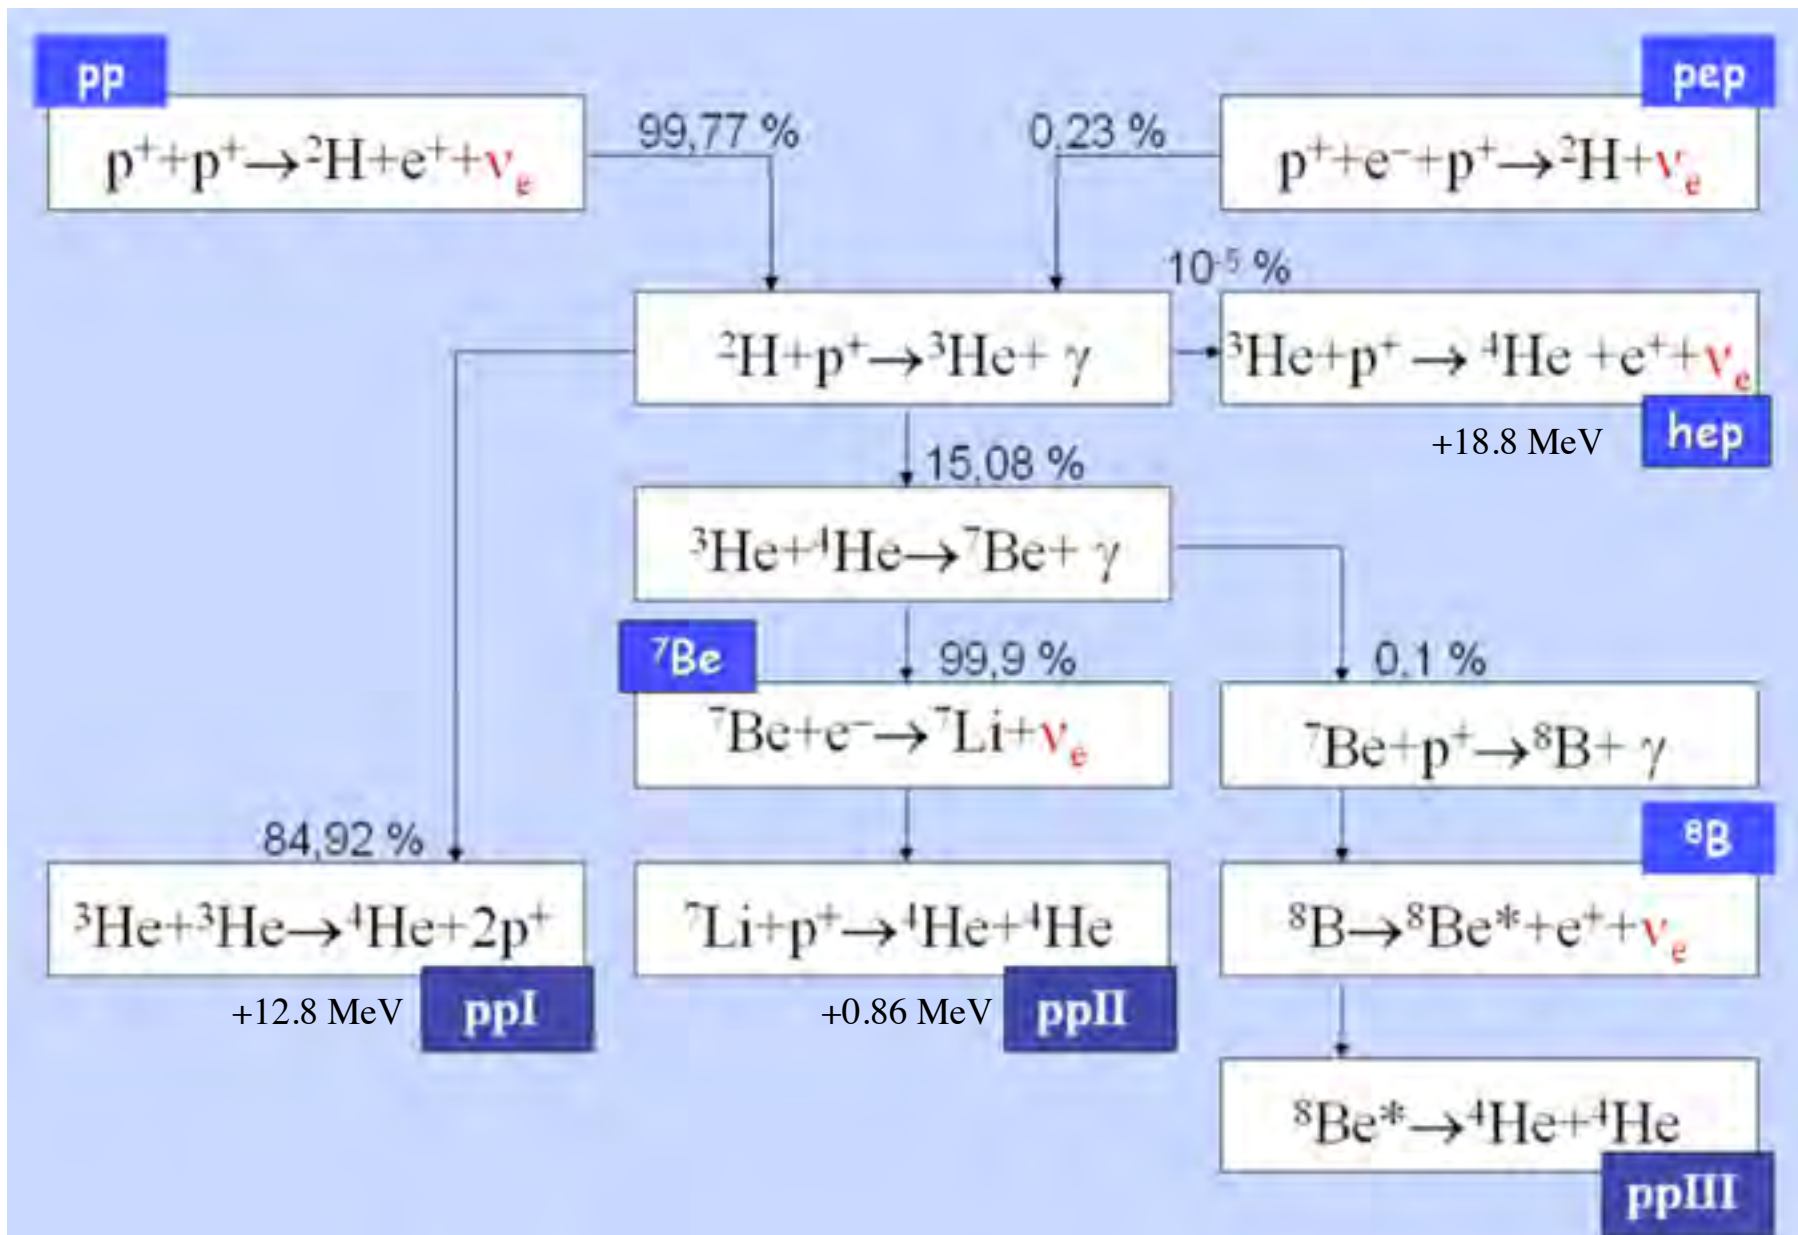 pp
pep
p⁺+p⁺→²H+e⁺+νₑ
99,77 %
0,23 %
p⁺+e⁻+p⁺→²H+νₑ
10⁻⁵ %
²H+p⁺→³He+ γ
³He+p⁺ → ⁴He +e⁺+νₑ
+18.8 MeV
hep
15,08 %
³He+⁴He→⁷Be+ γ
⁷Be
99,9 %
0,1 %
⁷Be+e⁻→⁷Li+νₑ
⁷Be+p⁺→⁸B+ γ
84,92 %
⁸B
³He+³He→⁴He+2p⁺
⁷Li+p⁺→⁴He+⁴He
⁸B→⁸Be*+e⁺+νₑ
+12.8 MeV
ppI
+0.86 MeV
ppII
⁸Be*→⁴He+⁴He
ppIII